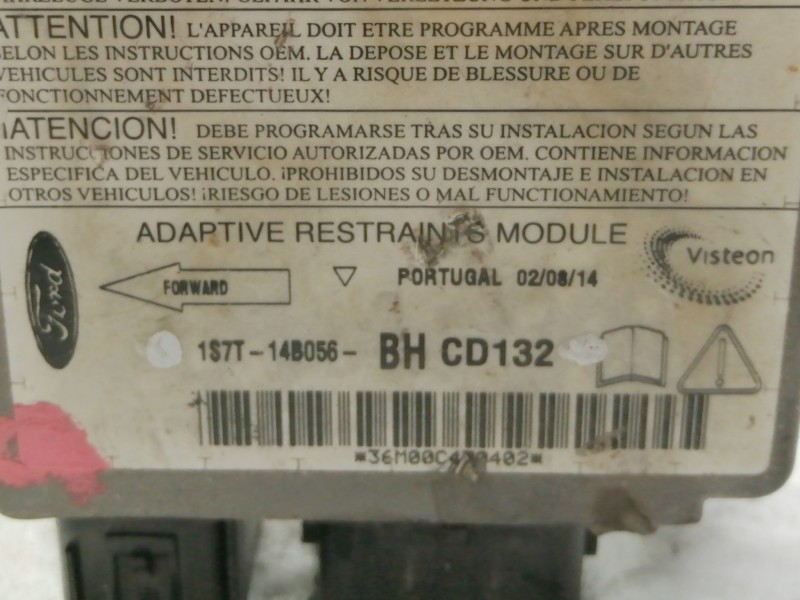 ATTENTION! L'APPAREIL DOIT ETRE PROGRAMME APRES MONTAGE
SELON LES INSTRUCTIONS OEM. LA DEPOSE ET LE MONTAGE SUR D'AUTRES
VEHICULES SONT INTERDITS! IL Y A RISQUE DE BLESSURE OU DE
FONCTIONNEMENT DEFECTUEUX!
¡ATENCION! DEBE PROGRAMARSE TRAS SU INSTALACION SEGUN LAS
INSTRUCCIONES DE SERVICIO AUTORIZADAS POR OEM. CONTIENE INFORMACION
ESPECIFICA DEL VEHICULO. ¡PROHIBIDOS SU DESMONTAJE E INSTALACION EN
OTROS VEHICULOS! ¡RIESGO DE LESIONES O MAL FUNCTIONAMIENTO!
ADAPTIVE RESTRAINTS MODULE
Visteon
Ford
FORWARD
PORTUGAL 02/08/14
1S7T-14B056- BH CD132